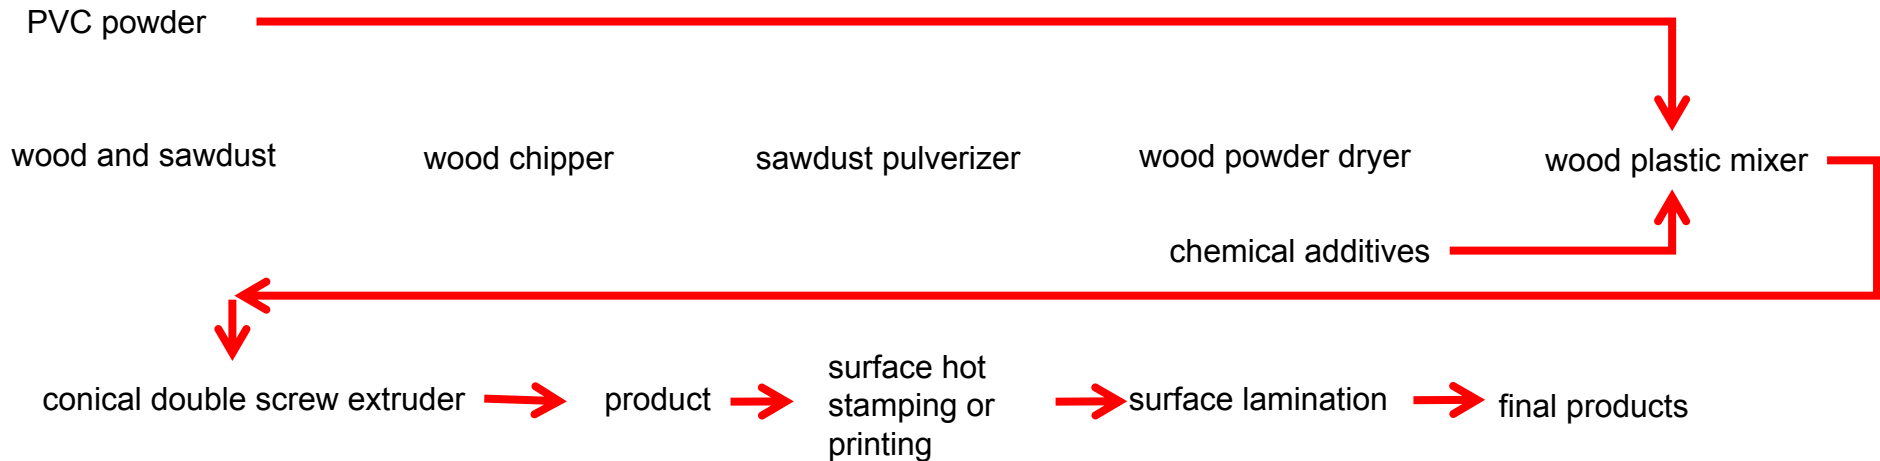 PVC powder
wood and sawdust
wood chipper
sawdust pulverizer
wood powder dryer
wood plastic mixer
chemical additives
conical double screw extruder
product
surface hot
stamping or
printing
surface lamination
final products